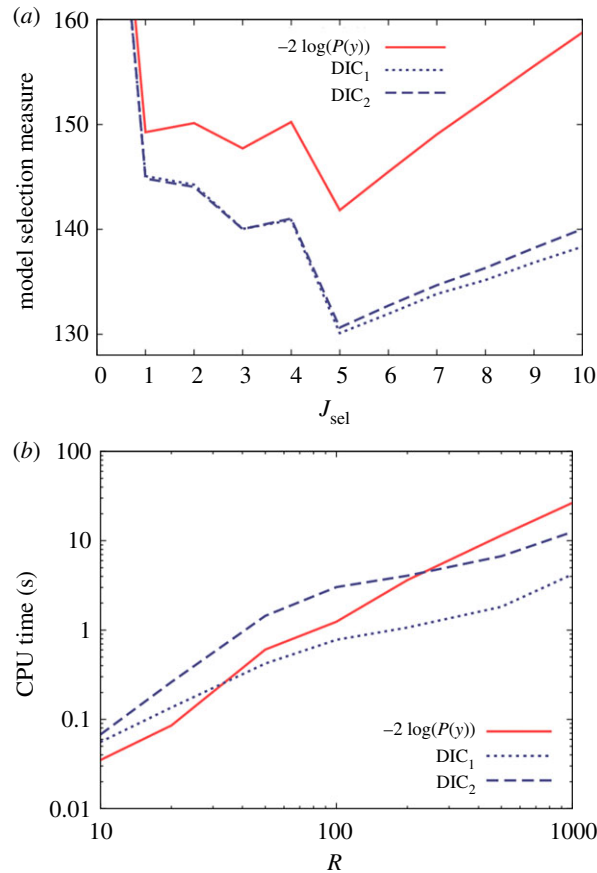 (a)
160
150
140
130
model selection measure
−2 log(P(y))
DIC₁
DIC₂
0 1 2 3 4 5 6 7 8 9 10
J_sel
(b)
100
10
1
0.1
0.01
CPU time (s)
−2 log(P(y))
DIC₁
DIC₂
10 100 1000
R